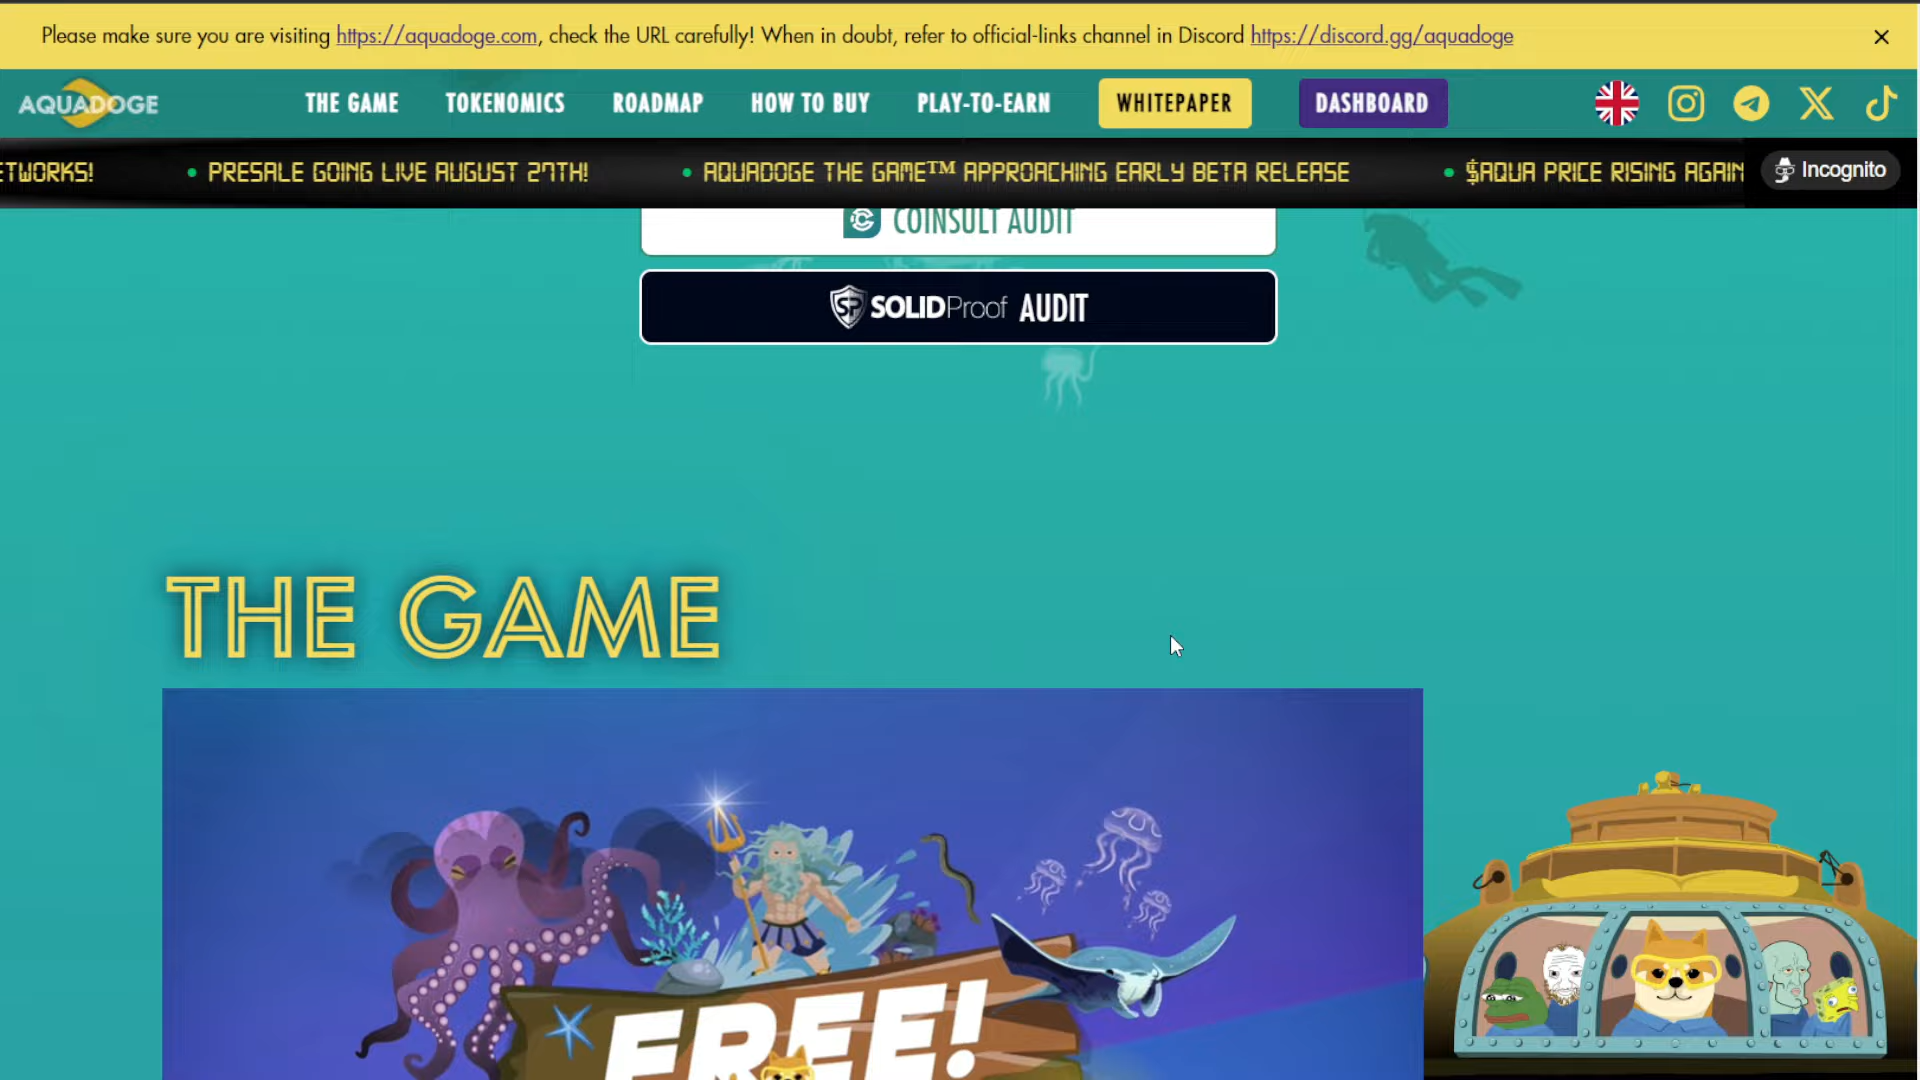 Please make sure you are visiting https://aquadoge.com, check the URL carefully! When in doubt, refer to official-links channel in Discord https://discord.gg/aquadoge
AQUADOGE THE GAME TOKENOMICS ROADMAP HOW TO BUY PLAY-TO-EARN WHITEPAPER DASHBOARD
ETWORKS! • PRESALE GOING LIVE AUGUST 27TH! • AQUADOGE THE GAME™ APPROACHING EARLY BETA RELEASE • $AQUA PRICE RISING AGAIN Incognito
COINSULT AUDIT
SP SOLIDProof AUDIT
THE GAME
FREE!